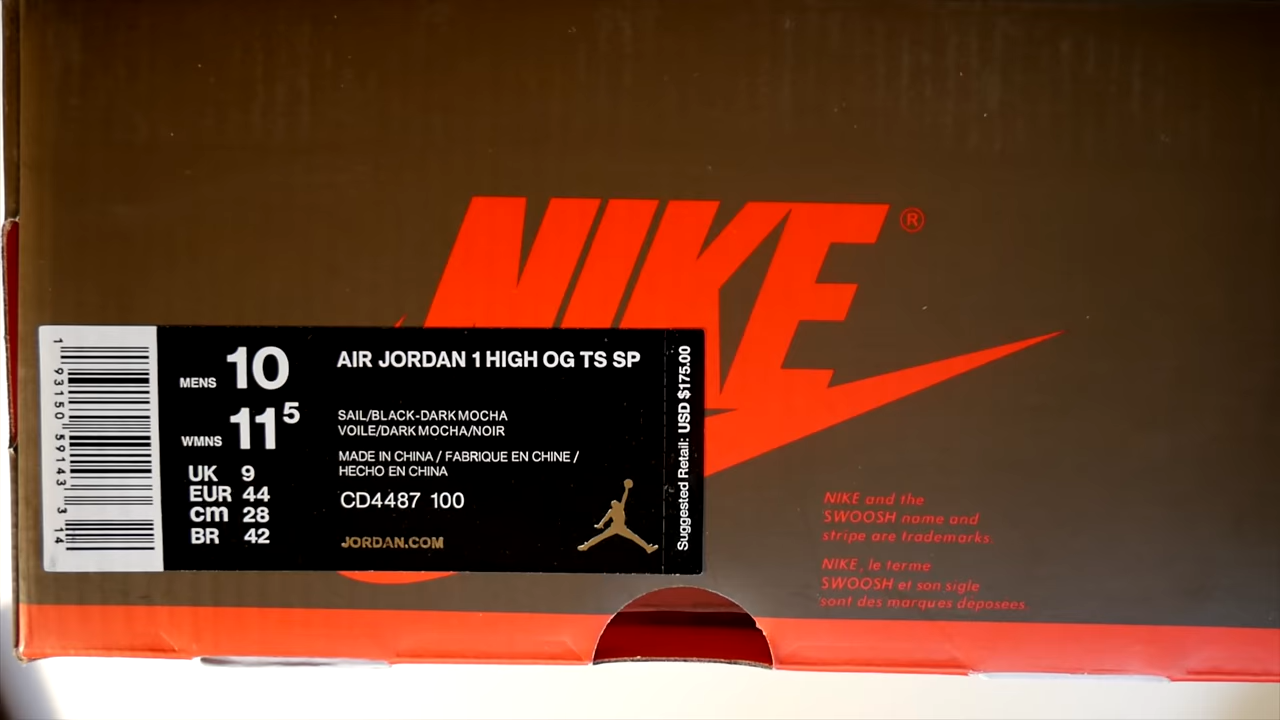 NIKE ®
1 93150 59143 3 14
MENS 10
WMNS 11⁵
UK 9
EUR 44
cm 28
BR 42
AIR JORDAN 1 HIGH OG TS SP
SAIL/BLACK-DARK MOCHA
VOILE/DARK MOCHA/NOIR
MADE IN CHINA / FABRIQUE EN CHINE /
HECHO EN CHINA
CD4487 100
JORDAN.COM
Suggested Retail: USD $175.00
NIKE and the
SWOOSH name and
stripe are trademarks.
NIKE, le terme
SWOOSH et son sigle
sont des marques deposees